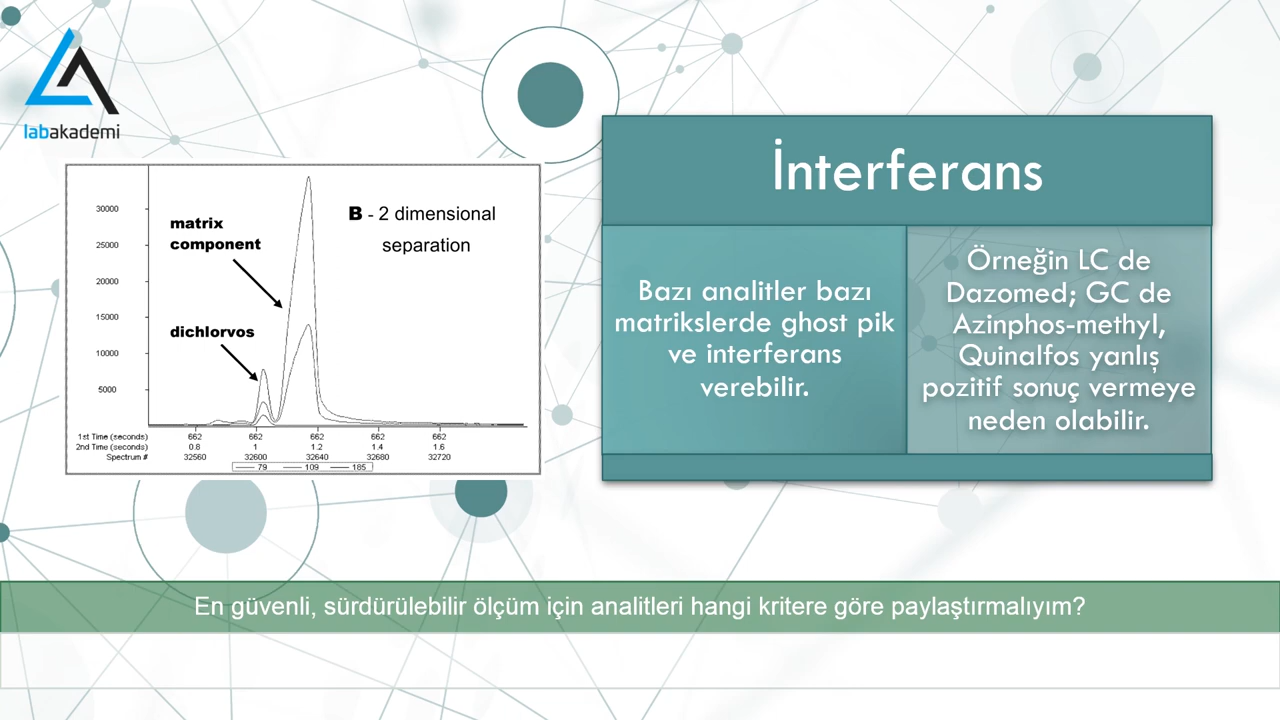 labakademi
B - 2 dimensional
separation
matrix
component
dichlorvos
30000
25000
20000
15000
10000
5000
1st Time (seconds) 662 662 662 662 662
2nd Time (seconds) 0.8 1 1.2 1.4 1.6
Spectrum # 32560 32600 32640 32680 32720
79 109 185
İnterferans
Bazı analitler bazı
matrikslerde ghost pik
ve interferans
verebilir.
Örneğin LC de
Dazomed; GC de
Azinphos-methyl,
Quinalfos yanlış
pozitif sonuç vermeye
neden olabilir.
En güvenli, sürdürülebilir ölçüm için analitleri hangi kritere göre paylaştırmalıyım?